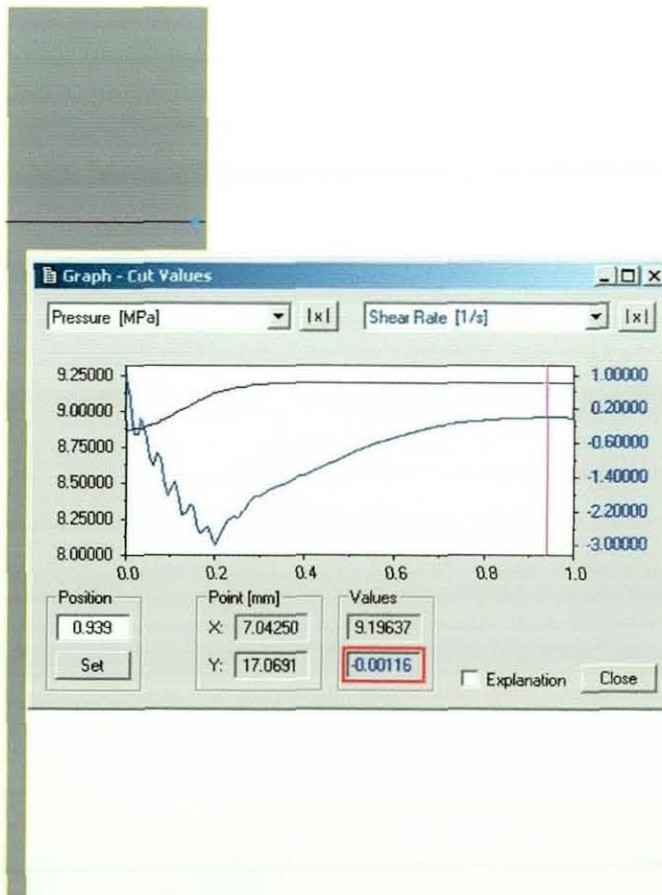 Graph - Cut Values
Pressure [MPa] |x| Shear Rate [1/s] |x|
9.25000 1.00000
9.00000 0.20000
8.75000 -0.60000
8.50000 -1.40000
8.25000 -2.20000
8.00000 -3.00000
0.0 0.2 0.4 0.6 0.8 1.0
Position Point [mm] Values
0.939 X: 7.04250 9.19637
Set Y: 17.0691 -0.00116
Explanation Close